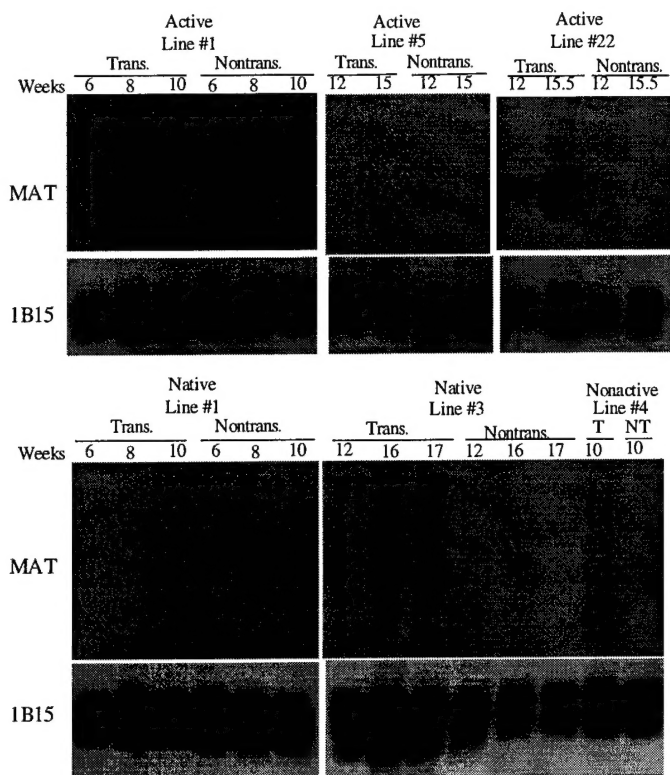 Active Active Active
Line #1 Line #5 Line #22
Trans. Nontrans. Trans. Nontrans. Trans. Nontrans.
Weeks 6 8 10 6 8 10 12 15 12 15 12 15.5 12 15.5
MAT
1B15
Native Native Nonactive
Line #1 Line #3 Line #4
Trans. Nontrans. Trans. Nontrans. T NT
Weeks 6 8 10 6 8 10 12 16 17 12 16 17 10 10
MAT
1B15